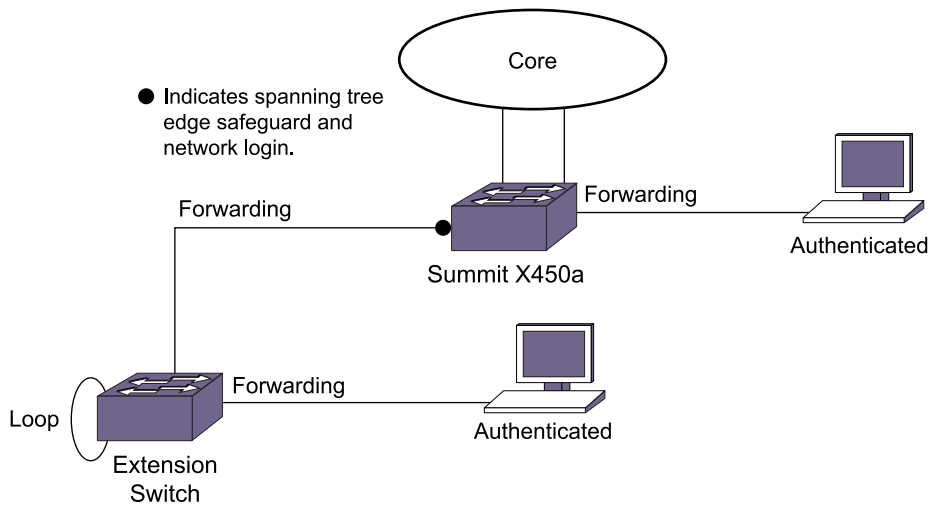 Core
Indicates spanning tree
edge safeguard and
network login.
Forwarding
Forwarding
Authenticated
Summit X450a
Forwarding
Loop
Authenticated
Extension
Switch